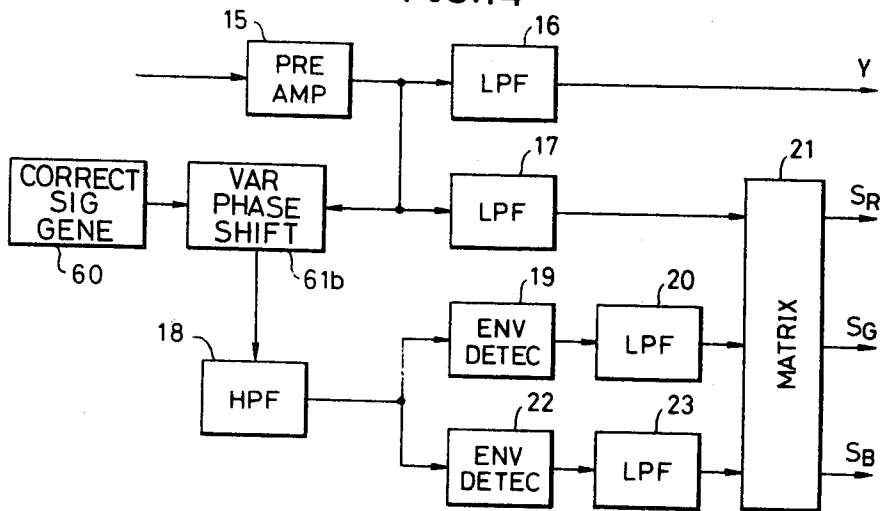 15
PRE
AMP
16
LPF
Y
CORRECT
SIG
GENE
60
VAR
PHASE
SHIFT
61b
17
LPF
21
MATRIX
SR
SG
SB
18
HPF
19
ENV
DETEC
20
LPF
22
ENV
DETEC
23
LPF